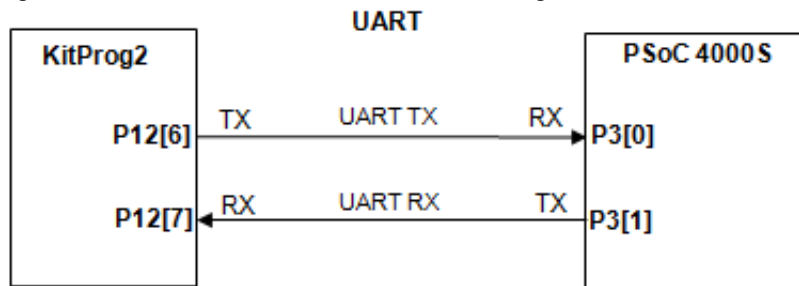 UART
KitProg2
PSoC 4000S
TX
UART TX
RX
P12[6]
P3[0]
RX
UART RX
TX
P12[7]
P3[1]